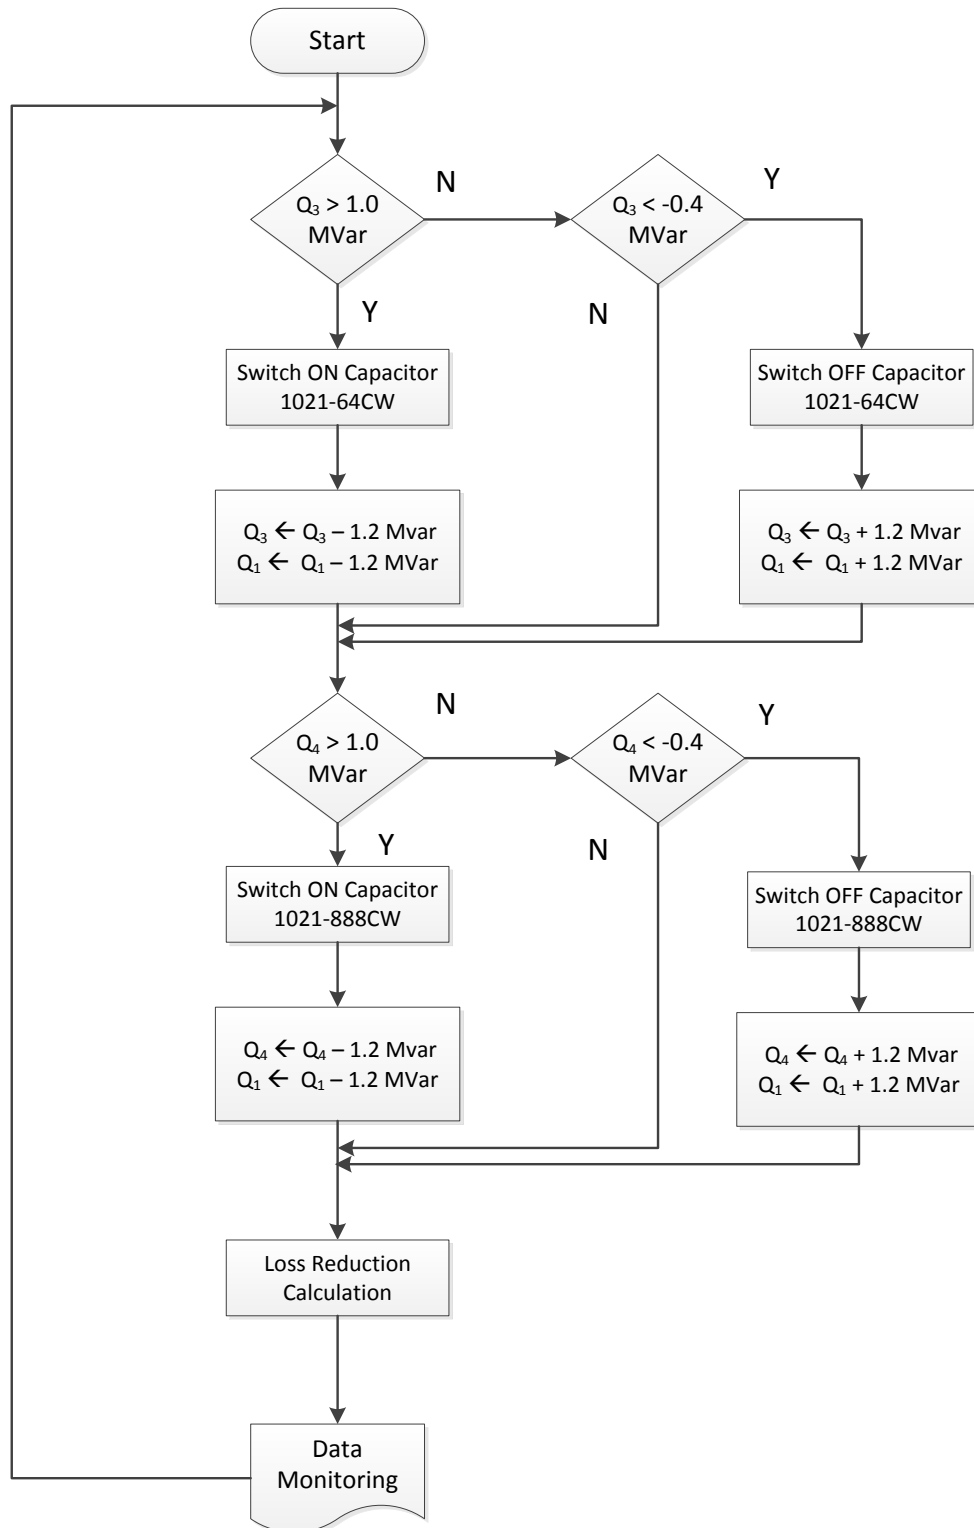 Start
Q₃ > 1.0
MVar
N
Q₃ < -0.4
MVar
Y
Y
N
Switch ON Capacitor
1021-64CW
Switch OFF Capacitor
1021-64CW
Q₃ ← Q₃ – 1.2 Mvar
Q₁ ← Q₁ – 1.2 MVar
Q₃ ← Q₃ + 1.2 Mvar
Q₁ ← Q₁ + 1.2 MVar
Q₄ > 1.0
MVar
N
Q₄ < -0.4
MVar
Y
Y
N
Switch ON Capacitor
1021-888CW
Switch OFF Capacitor
1021-888CW
Q₄ ← Q₄ – 1.2 Mvar
Q₁ ← Q₁ – 1.2 MVar
Q₄ ← Q₄ + 1.2 Mvar
Q₁ ← Q₁ + 1.2 MVar
Loss Reduction
Calculation
Data
Monitoring